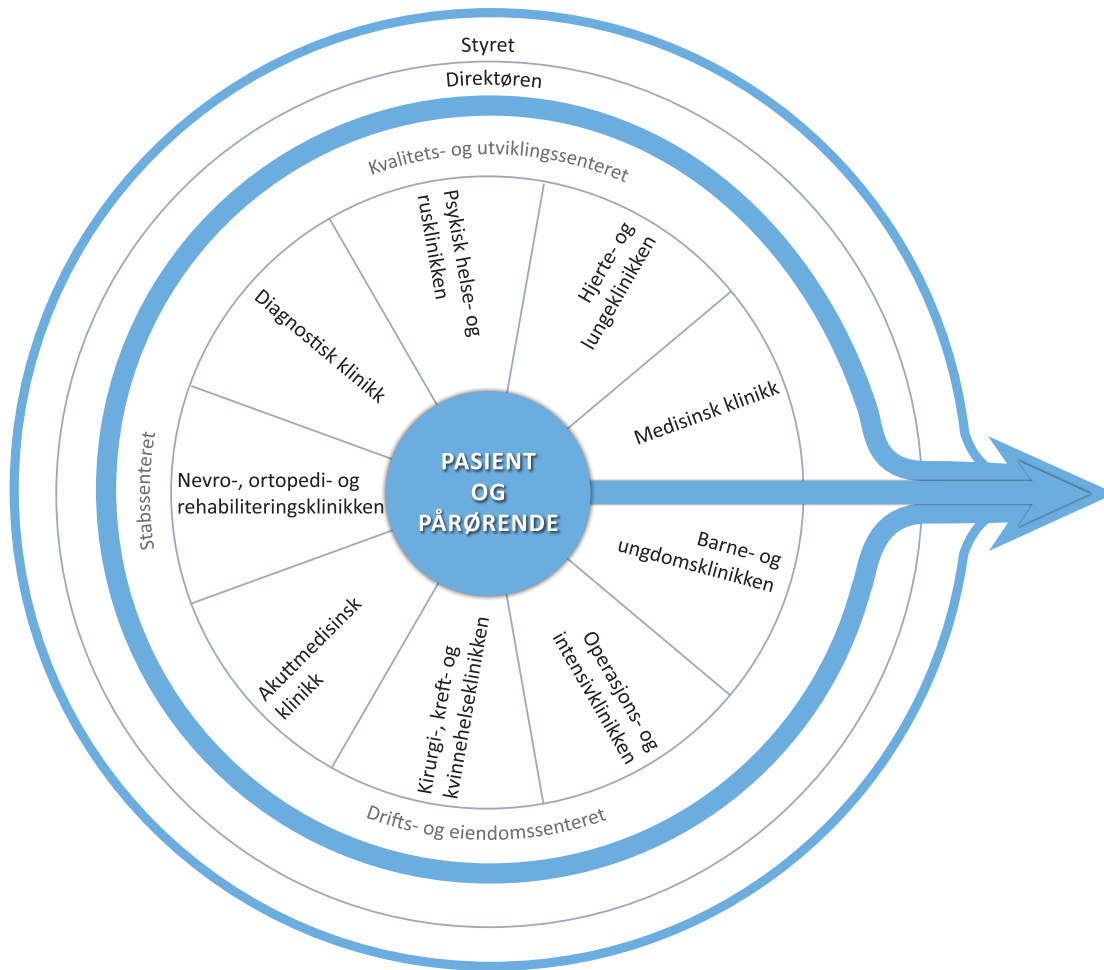 Styret
Direktøren
Kvalitets- og utviklingssenteret
Psykisk helse- og
rusklinikken
Hjerte- og
lungeklinikken
Diagnostisk klinikk
Medisinsk klinikk
Stabssenteret
Nevro-, ortopedi- og
rehabiliteringsklinikken
PASIENT
OG
PÅRØRENDE
Barne- og
ungdomsklinikken
Akuttmedisinsk
klinikk
Kirurgi-, kreft- og
kvinnehelseklinikken
Operasjons- og
intensivklinikken
Drifts- og eiendomssenteret